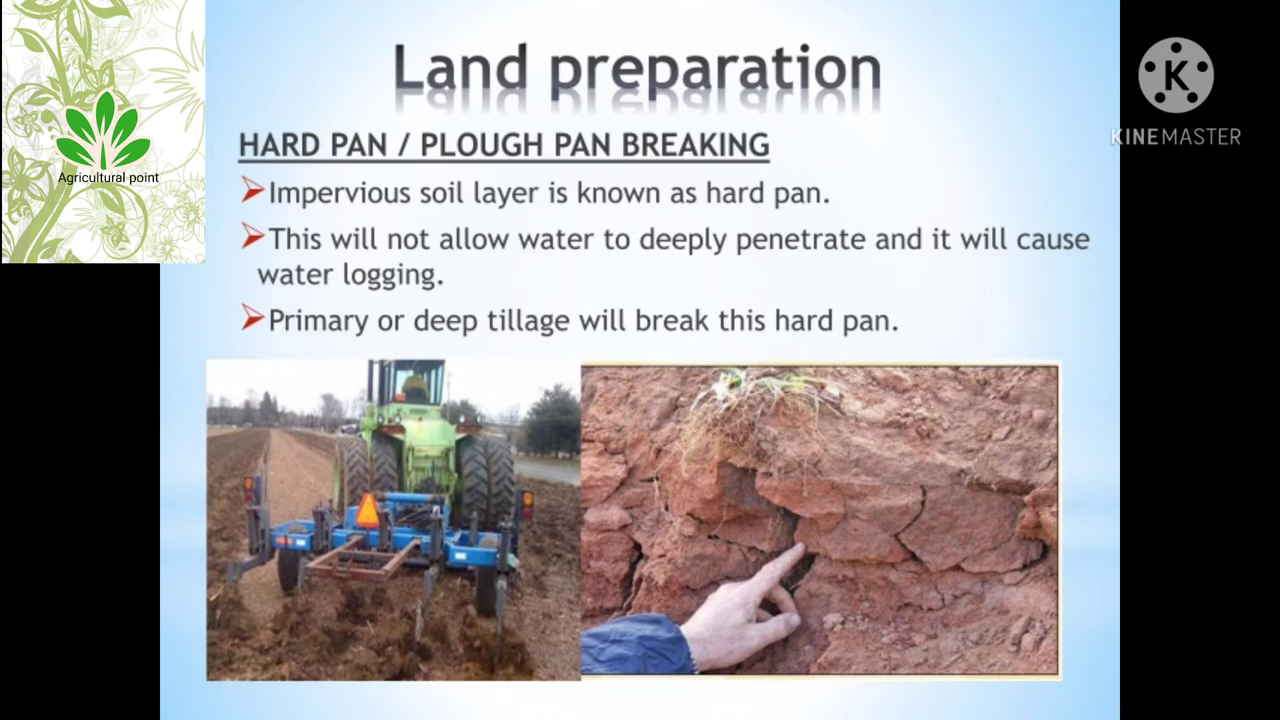 Land preparation
HARD PAN / PLOUGH PAN BREAKING
Impervious soil layer is known as hard pan.
This will not allow water to deeply penetrate and it will cause
water logging.
Primary or deep tillage will break this hard pan.
Agricultural point
K
KINEMASTER